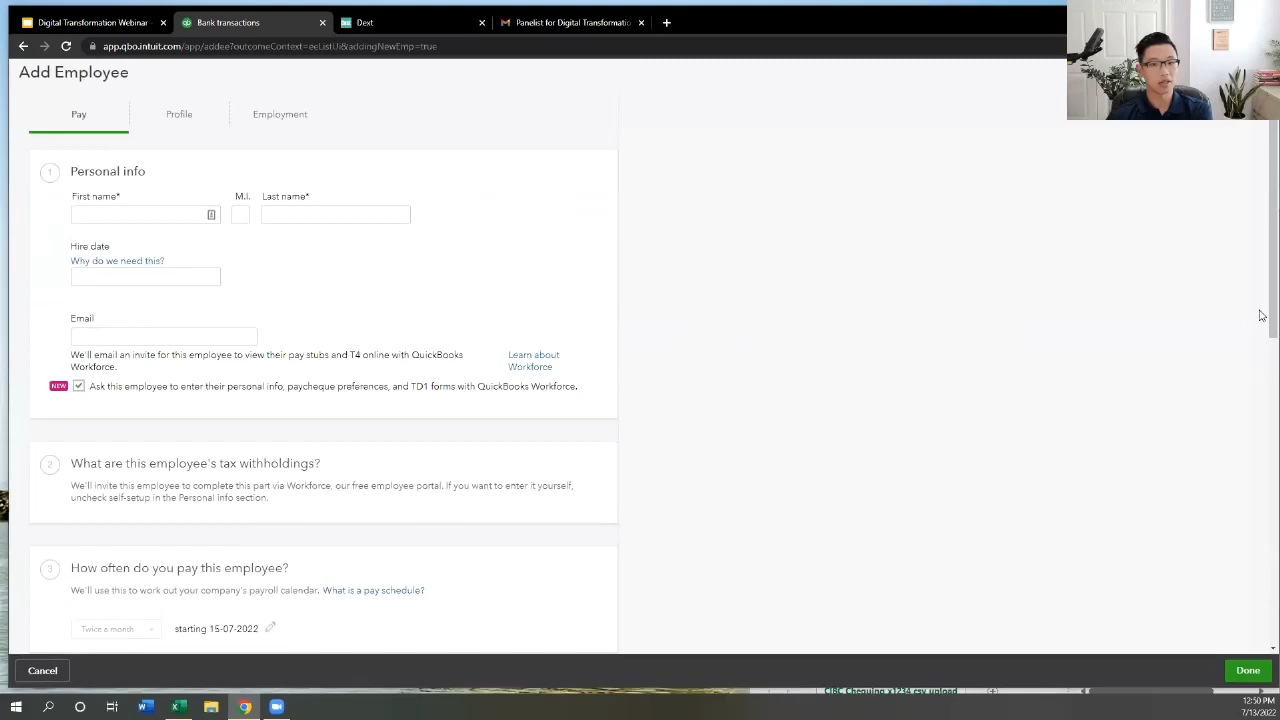 Digital Transformation Webinar -
Bank transactions
Dext
Panelist for Digital Transformatio
app.qbo.intuit.com/app/addee?outcomeContext=eeListUi&addingNewEmp=true
Add Employee
Pay
Profile
Employment
1
Personal info
First name*
M.I.
Last name*
Hire date
Why do we need this?
Email
We'll email an invite for this employee to view their pay stubs and T4 online with QuickBooks
Workforce.
Learn about
Workforce
NEW
Ask this employee to enter their personal info, paycheque preferences, and TD1 forms with QuickBooks Workforce.
2
What are this employee's tax withholdings?
We'll invite this employee to complete this part via Workforce, our free employee portal. If you want to enter it yourself,
uncheck self-setup in the Personal info section.
3
How often do you pay this employee?
We'll use this to work out your company's payroll calendar. What is a pay schedule?
Twice a month
starting 15-07-2022
Cancel
Done
CIBC Chequing x1234 csv upload
12:50 PM
7/13/2022